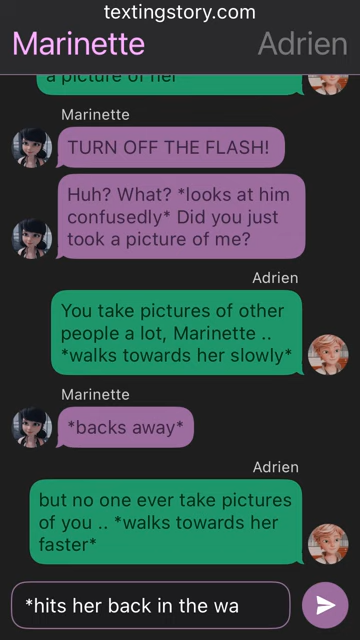 textingstory.com
Marinette
Adrien
a picture of her
Marinette
TURN OFF THE FLASH!
Huh? What? *looks at him
confusedly* Did you just
took a picture of me?
Adrien
You take pictures of other
people a lot, Marinette ..
*walks towards her slowly*
Marinette
*backs away*
Adrien
but no one ever take pictures
of you .. *walks towards her
faster*
*hits her back in the wa